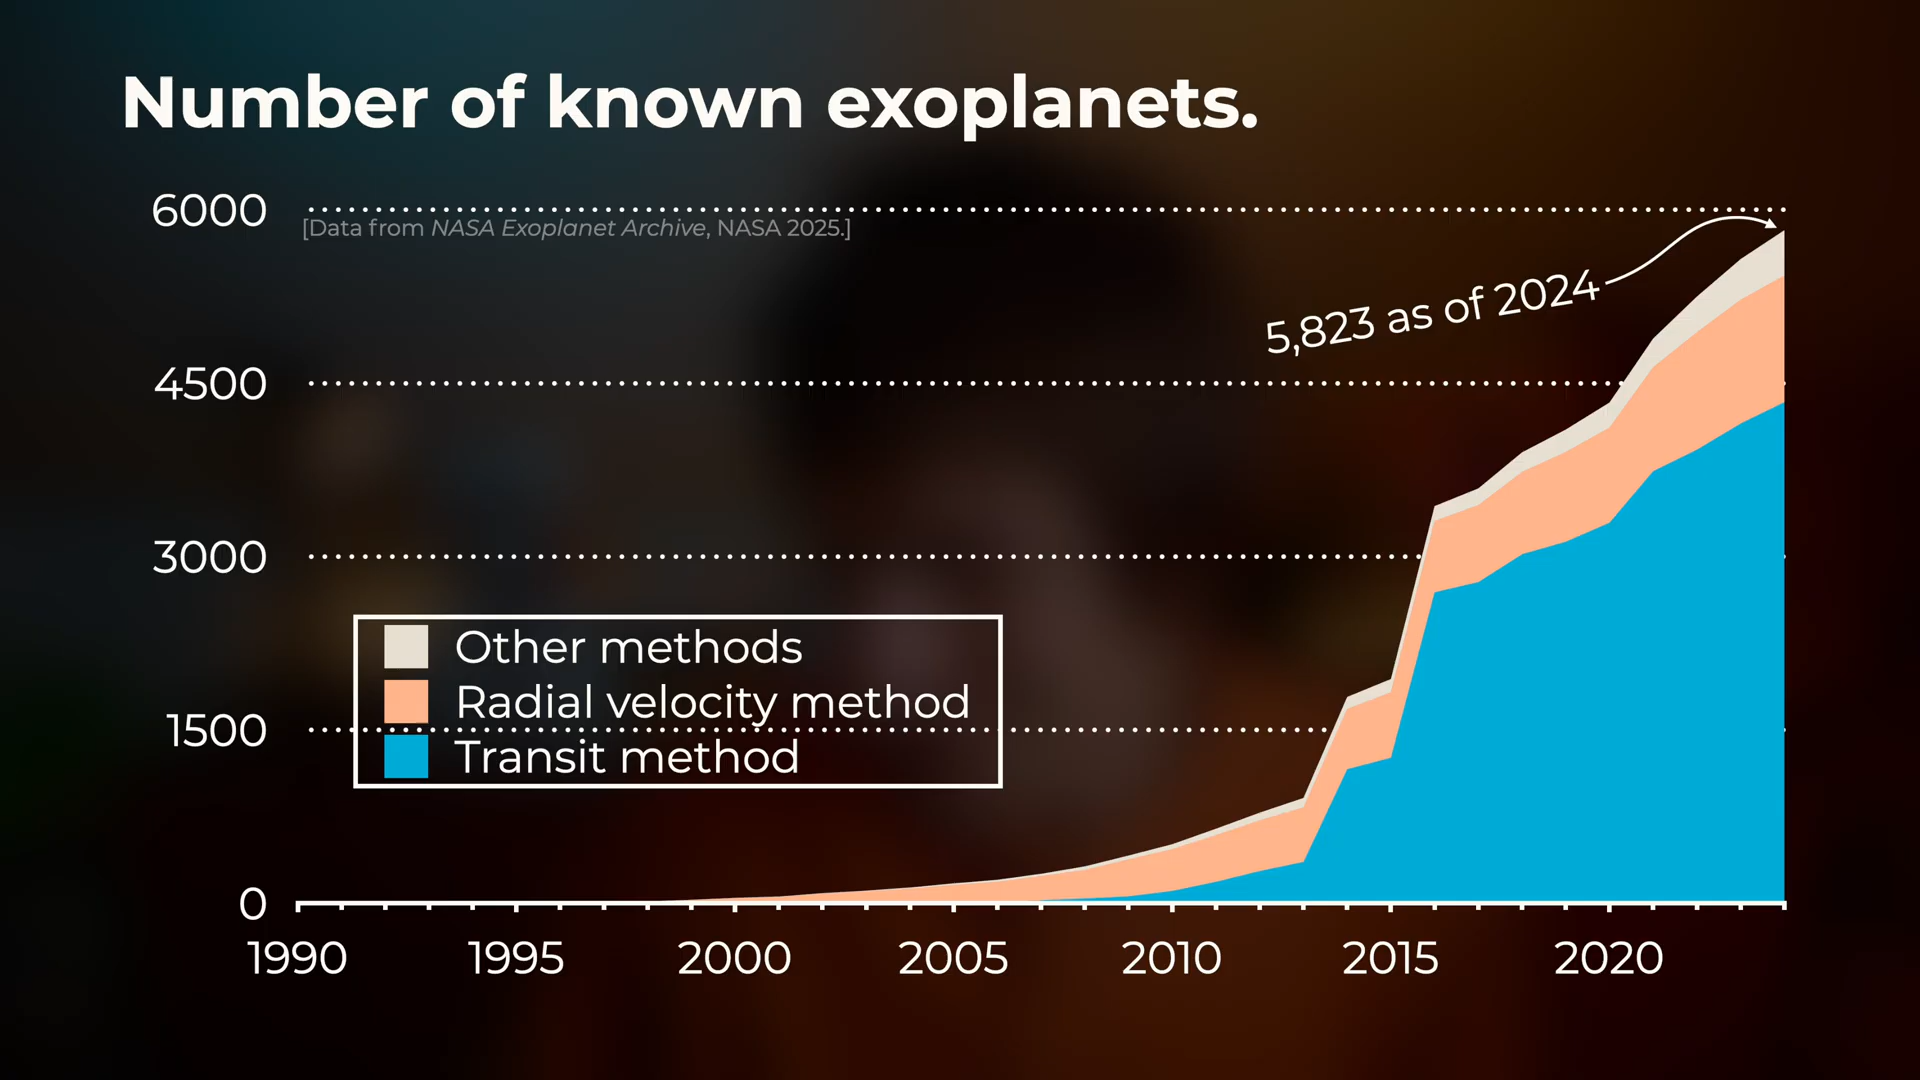 Number of known exoplanets.
6000
[Data from NASA Exoplanet Archive, NASA 2025.]
5,823 as of 2024
4500
3000
Other methods
Radial velocity method
1500
Transit method
0
1990 1995 2000 2005 2010 2015 2020